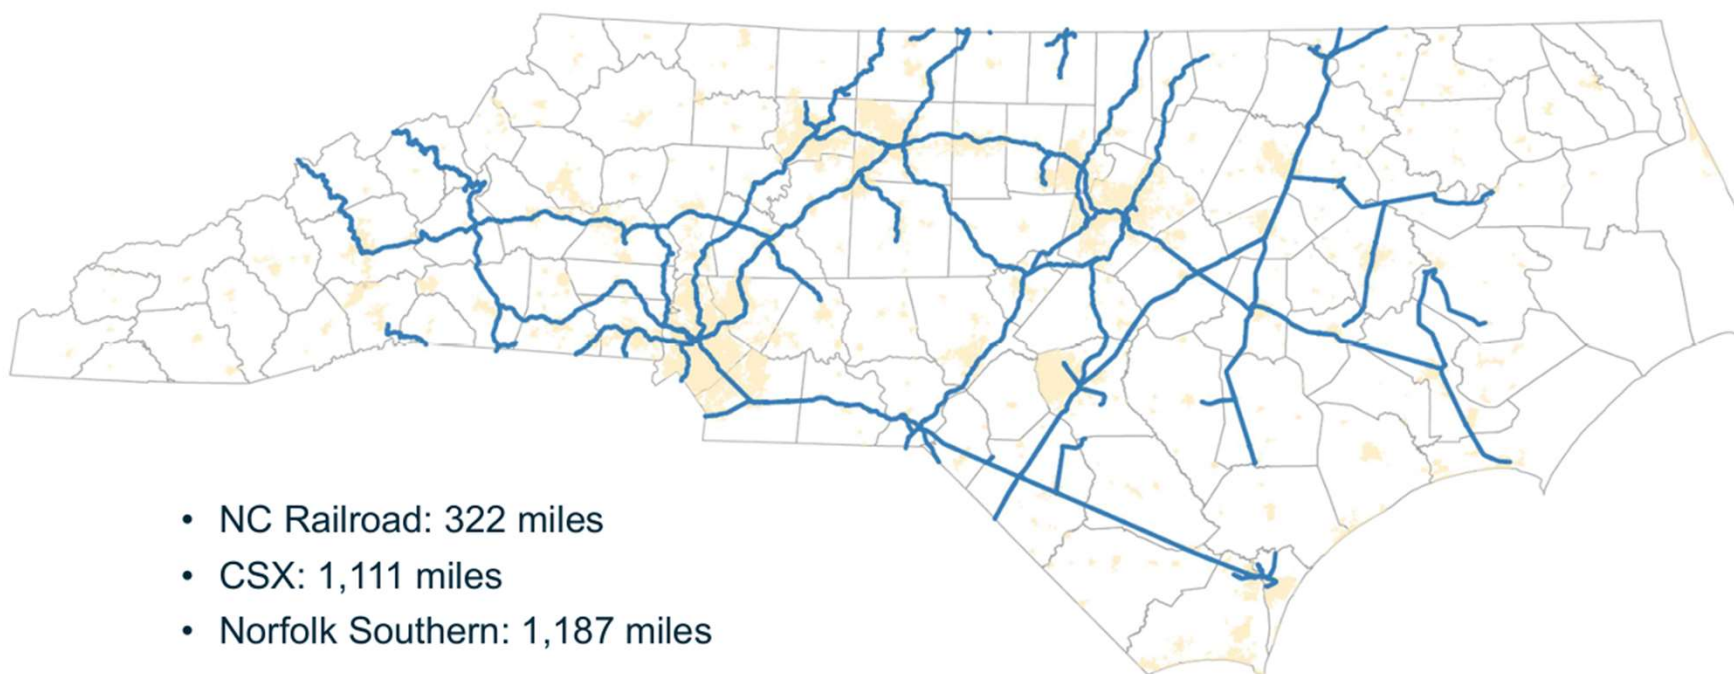 • NC Railroad: 322 miles
• CSX: 1,111 miles
• Norfolk Southern: 1,187 miles